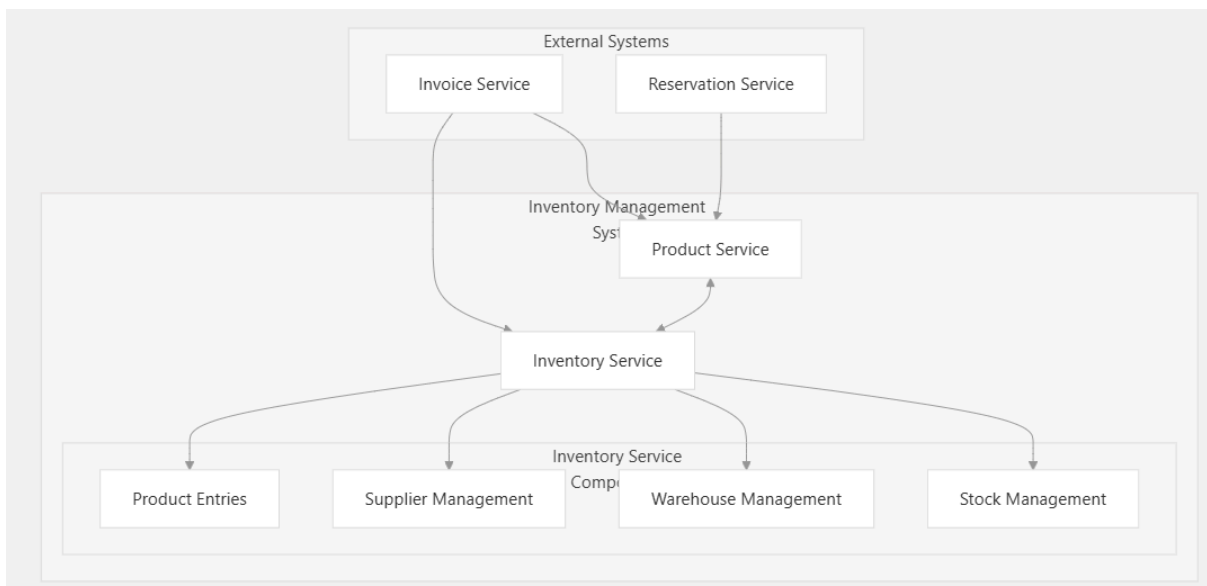 External Systems
Invoice Service
Reservation Service
Inventory Management
Product Service
Inventory Service
Inventory Service
Product Entries
Supplier Management
Warehouse Management
Stock Management